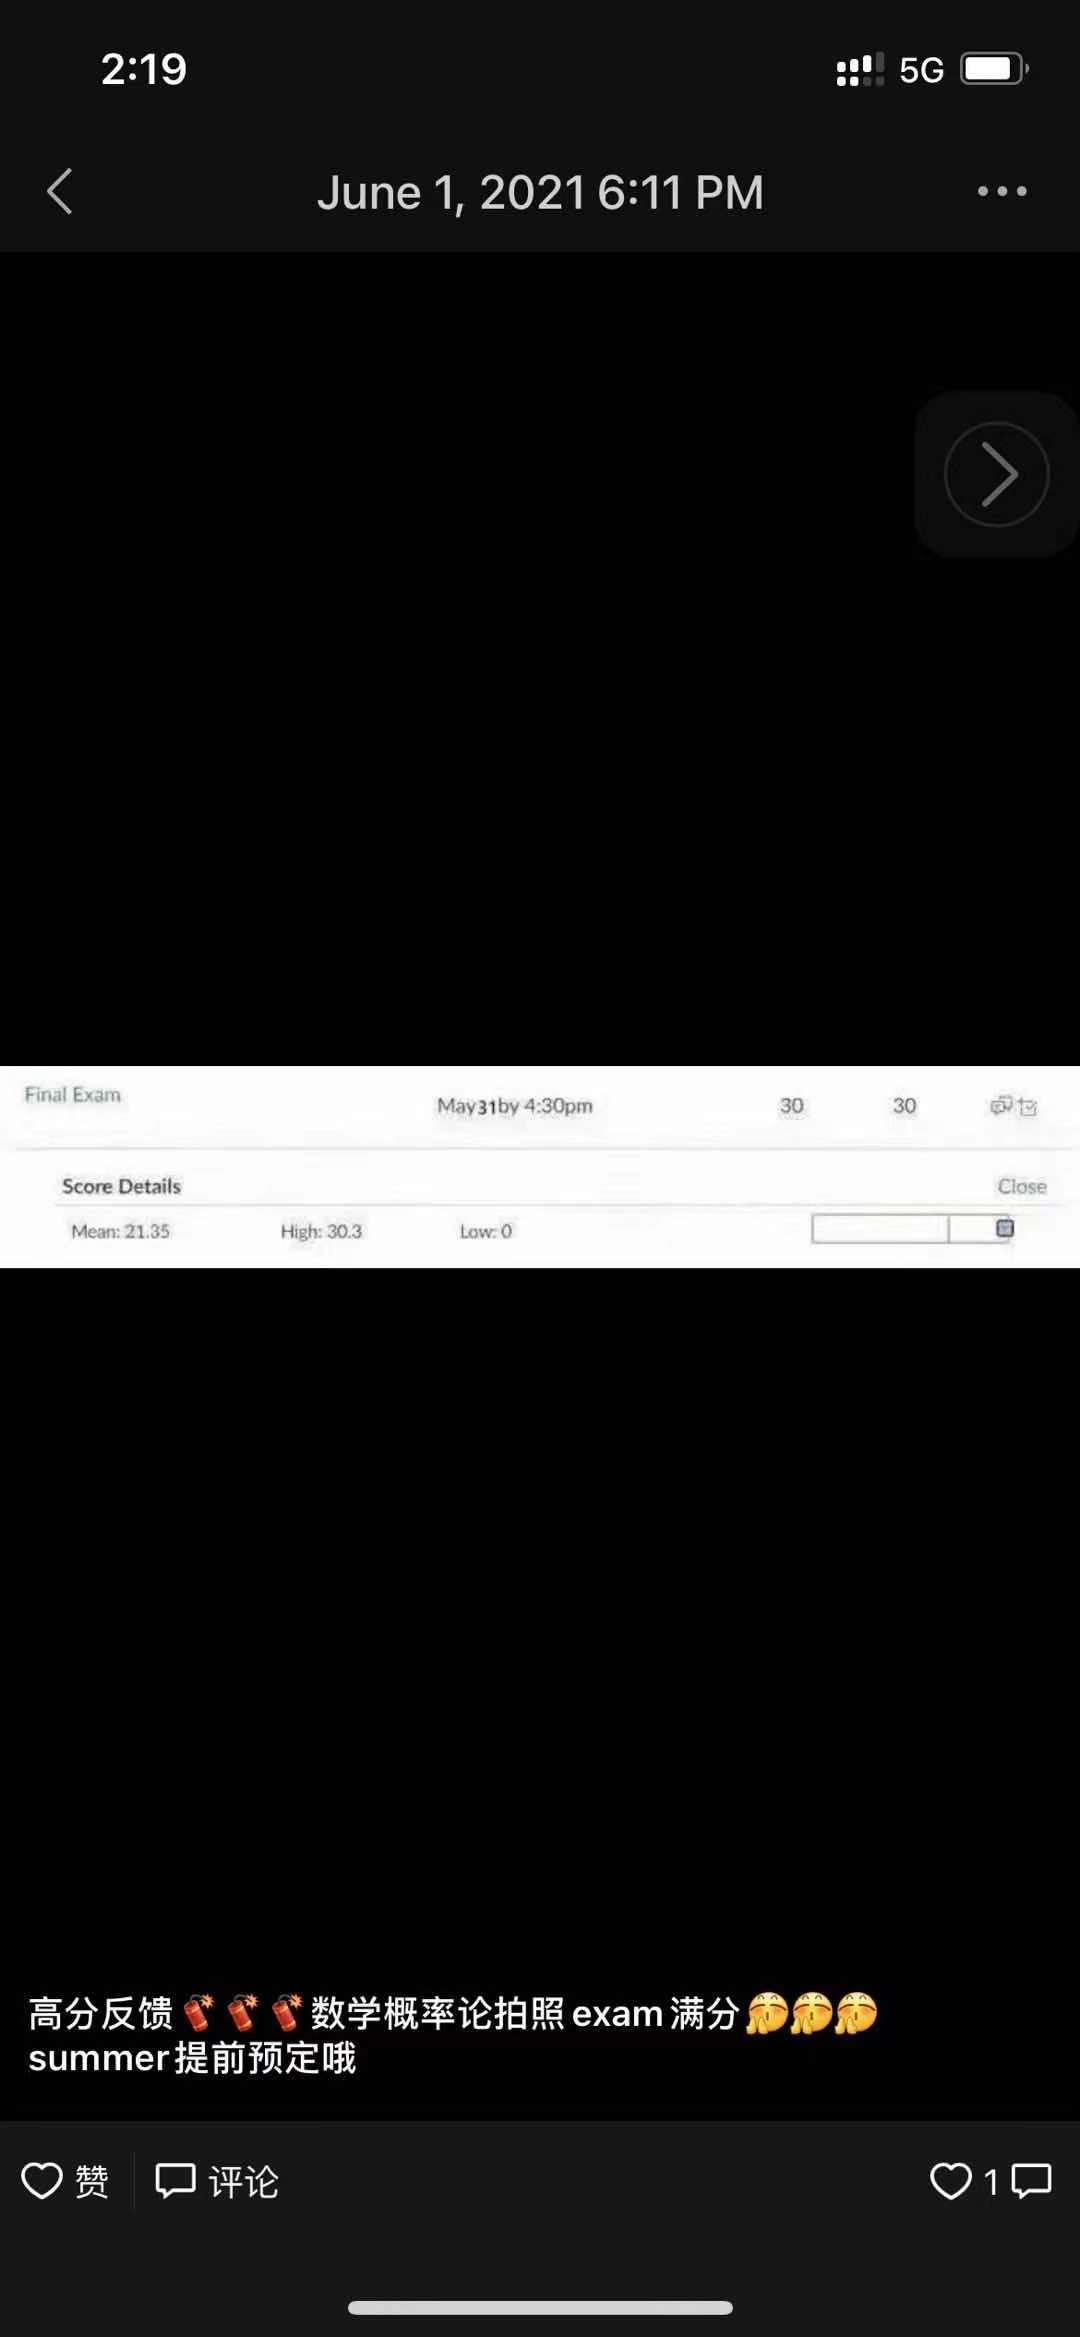 2:19 5G
June 1, 2021 6:11 PM
Final Exam
May 31 by 4:30pm 30 30
Score Details Close
Mean: 21.35 High: 30.3 Low: 0
高分反馈🧨🧨🧨数学概率论拍照exam满分🤭🤭🤭
summer提前预定哦
赞 评论 1